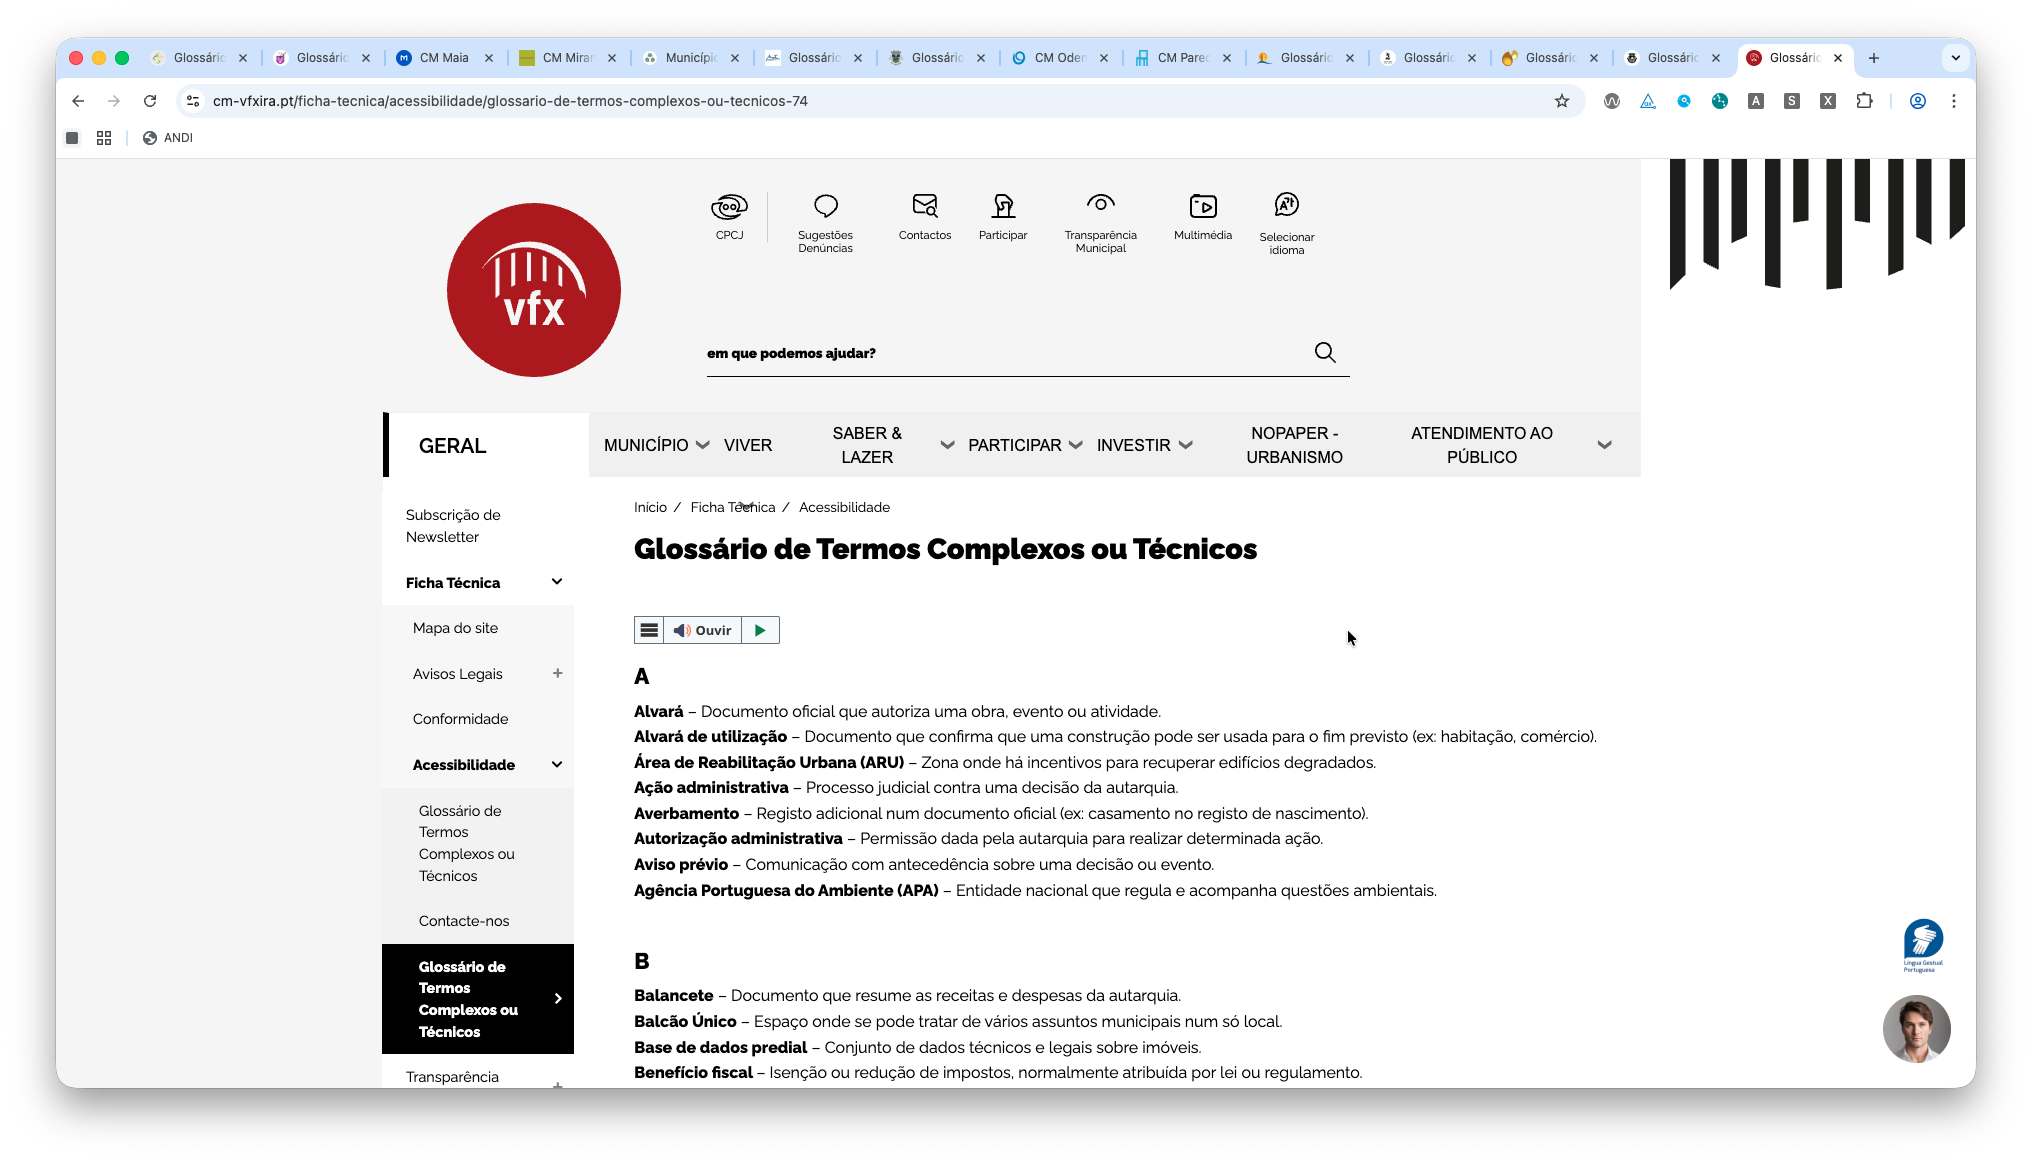 Glossário
Glossário
CM Maia
CM Miran
Município
Glossário
Glossário
CM Odem
CM Pared
Glossário
Glossário
Glossário
Glossário
Glossário
cm-vfxira.pt/ficha-tecnica/acessibilidade/glossario-de-termos-complexos-ou-tecnicos-74
A
S
X
ANDI
vfx
CPCJ
Sugestões
Denúncias
Contactos
Participar
Transparência
Municipal
Multimédia
Selecionar
idioma
em que podemos ajudar?
GERAL
MUNICÍPIO
VIVER
SABER &
LAZER
PARTICIPAR
INVESTIR
NOPAPER -
URBANISMO
ATENDIMENTO AO
PÚBLICO
Subscrição de
Newsletter
Ficha Técnica
Mapa do site
Avisos Legais +
Conformidade
Acessibilidade
Glossário de
Termos
Complexos ou
Técnicos
Contacte-nos
Glossário de
Termos
Complexos ou
Técnicos
Transparência +
Início / Ficha Técnica / Acessibilidade
Glossário de Termos Complexos ou Técnicos
Ouvir
A
Alvará – Documento oficial que autoriza uma obra, evento ou atividade.
Alvará de utilização – Documento que confirma que uma construção pode ser usada para o fim previsto (ex: habitação, comércio).
Área de Reabilitação Urbana (ARU) – Zona onde há incentivos para recuperar edifícios degradados.
Ação administrativa – Processo judicial contra uma decisão da autarquia.
Averbamento – Registo adicional num documento oficial (ex: casamento no registo de nascimento).
Autorização administrativa – Permissão dada pela autarquia para realizar determinada ação.
Aviso prévio – Comunicação com antecedência sobre uma decisão ou evento.
Agência Portuguesa do Ambiente (APA) – Entidade nacional que regula e acompanha questões ambientais.
B
Balancete – Documento que resume as receitas e despesas da autarquia.
Balcão Único – Espaço onde se pode tratar de vários assuntos municipais num só local.
Base de dados predial – Conjunto de dados técnicos e legais sobre imóveis.
Benefício fiscal – Isenção ou redução de impostos, normalmente atribuída por lei ou regulamento.
Língua Gestual
Portuguesa